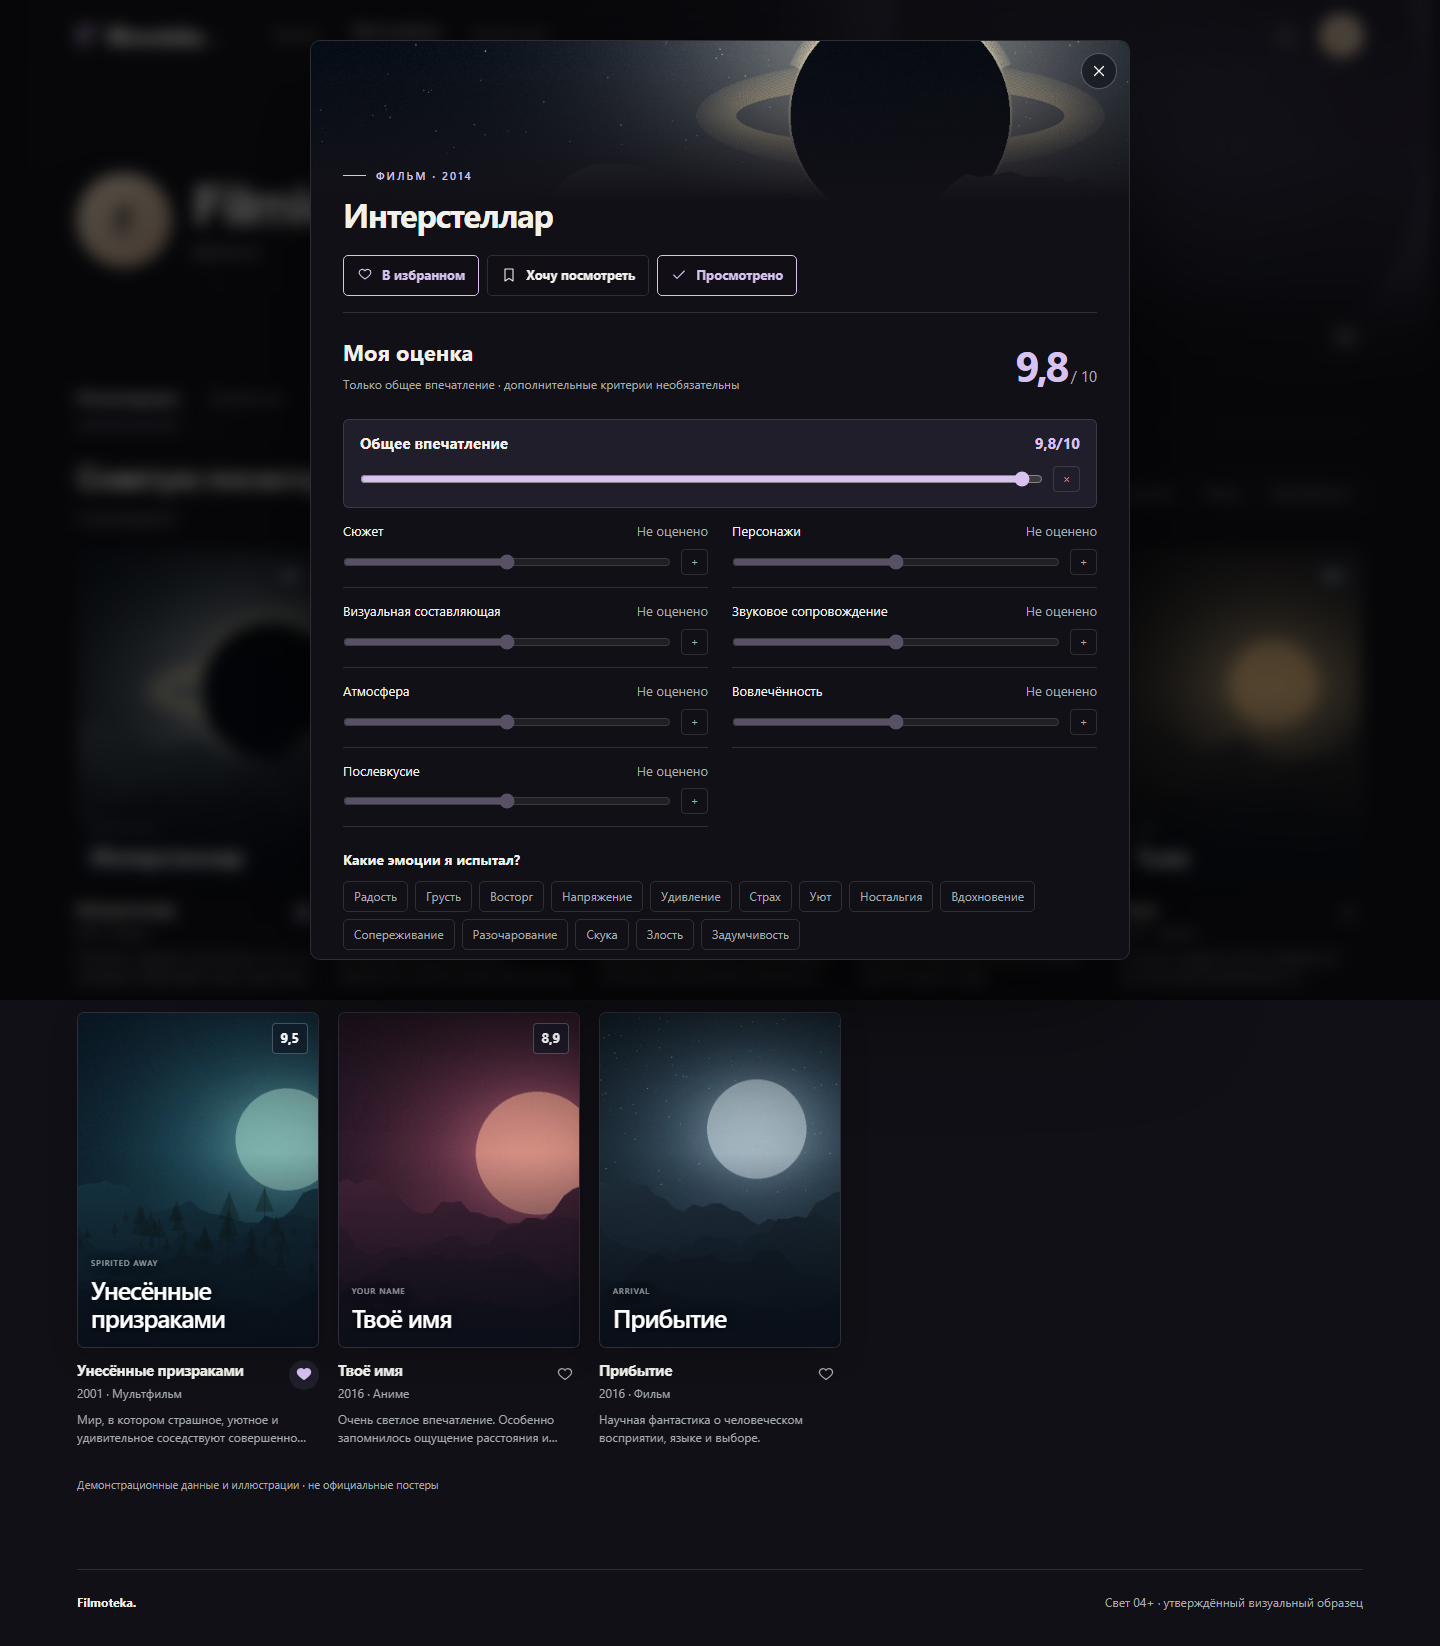 ФИЛЬМ · 2014
Интерстеллар
В избранном
Хочу посмотреть
Просмотрено
Моя оценка
Только общее впечатление · дополнительные критерии необязательны
9,8 / 10
Общее впечатление
9,8/10
Сюжет
Не оценено
Персонажи
Не оценено
Визуальная составляющая
Не оценено
Звуковое сопровождение
Не оценено
Атмосфера
Не оценено
Вовлечённость
Не оценено
Послевкусие
Не оценено
Какие эмоции я испытал?
Радость
Грусть
Восторг
Напряжение
Удивление
Страх
Уют
Ностальгия
Вдохновение
Сопереживание
Разочарование
Скука
Злость
Задумчивость
9,5
SPIRITED AWAY
Унесённые
призраками
Унесённые призраками
2001 · Мультфильм
Мир, в котором страшное, уютное и
удивительное соседствуют совершенно...
8,9
YOUR NAME
Твоё имя
Твоё имя
2016 · Аниме
Очень светлое впечатление. Особенно
запомнилось ощущение расстояния и...
ARRIVAL
Прибытие
Прибытие
2016 · Фильм
Научная фантастика о человеческом
восприятии, языке и выборе.
Демонстрационные данные и иллюстрации · не официальные постеры
Filmoteka.
Свет 04+ · утверждённый визуальный образец